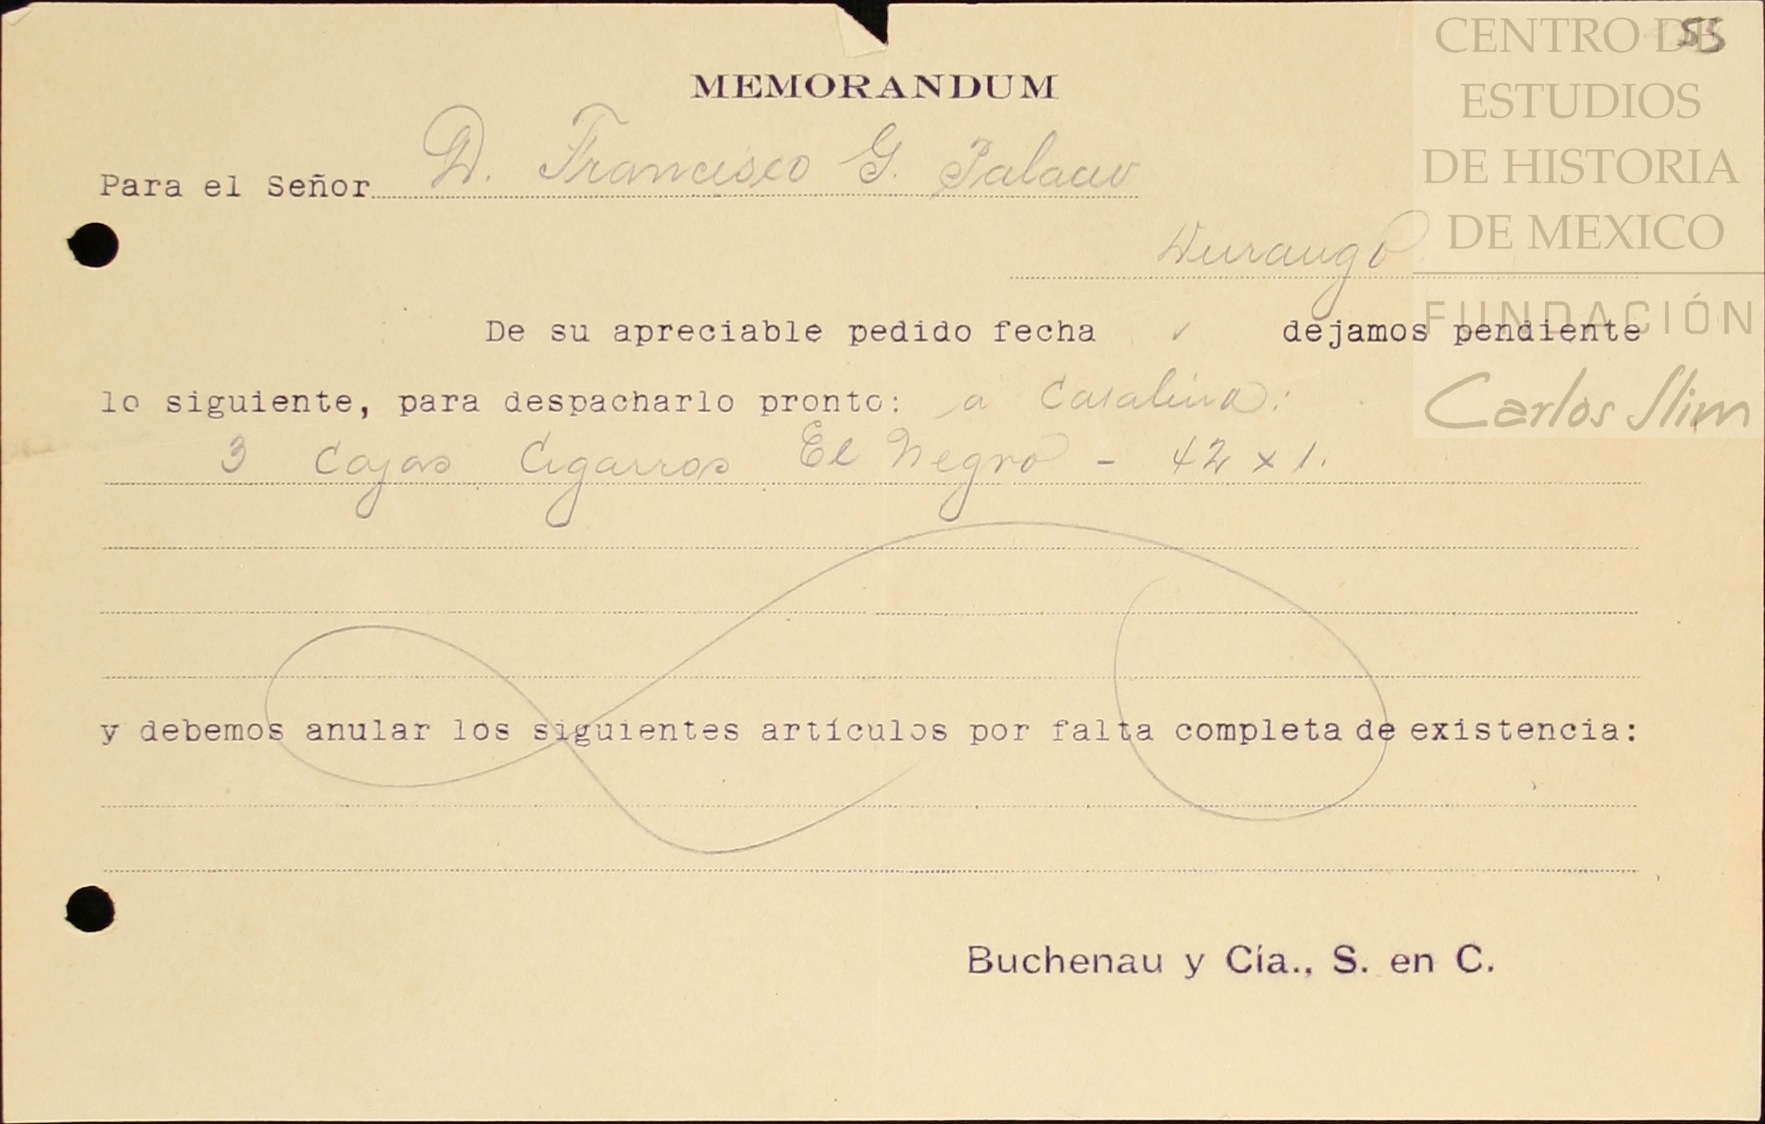 55
MEMORANDUM
Para el Señor D. Francisco G. Palacio
Durango
De su apreciable pedido fecha ✓ dejamos pendiente
lo siguiente, para despacharlo pronto: a Catalina:
3 Cajas Cigarros El Negro - 42 x 1.
y debemos anular los siguientes artículos por falta completa de existencia:
Buchenau y Cía., S. en C.
CENTRO DE
ESTUDIOS
DE HISTORIA
DE MEXICO
FUNDACIÓN
Carlos Slim